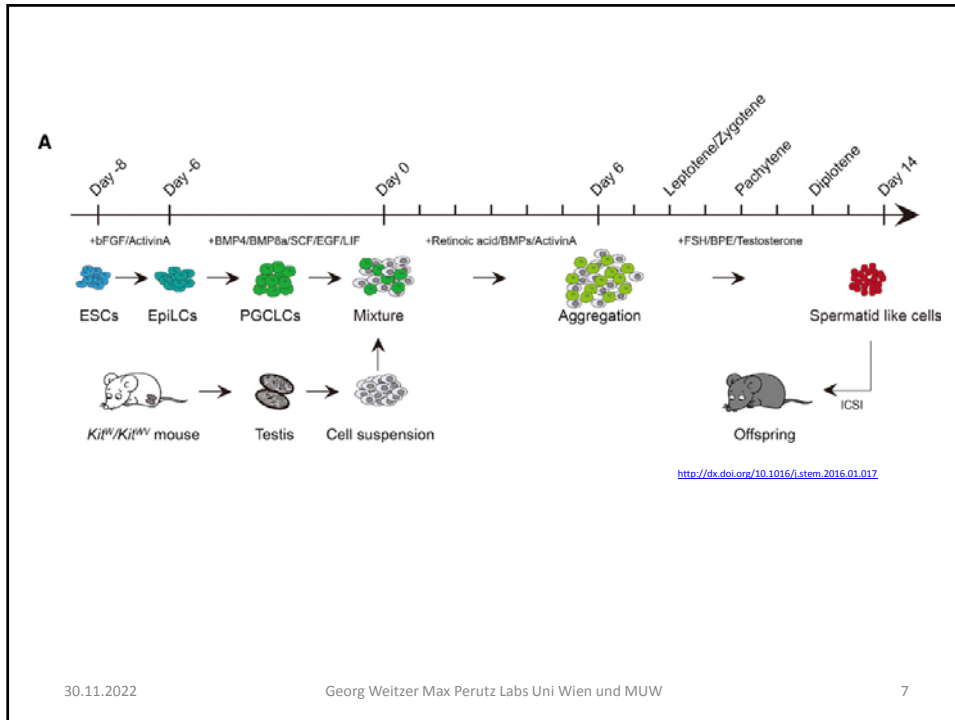 A
Day -8
Day -6
Day 0
Day 6
Leptotene/Zygotene
Pachytene
Diplotene
Day 14
+bFGF/ActivinA
+BMP4/BMP8a/SCF/EGF/LIF
+Retinoic acid/BMPs/ActivinA
+FSH/BPE/Testosterone
ESCs
EpiLCs
PGCLCs
Mixture
Aggregation
Spermatid like cells
Kitᵂ/Kitᵂⱽ mouse
Testis
Cell suspension
Offspring
ICSI
http://dx.doi.org/10.1016/j.stem.2016.01.017
30.11.2022
Georg Weitzer Max Perutz Labs Uni Wien und MUW
7